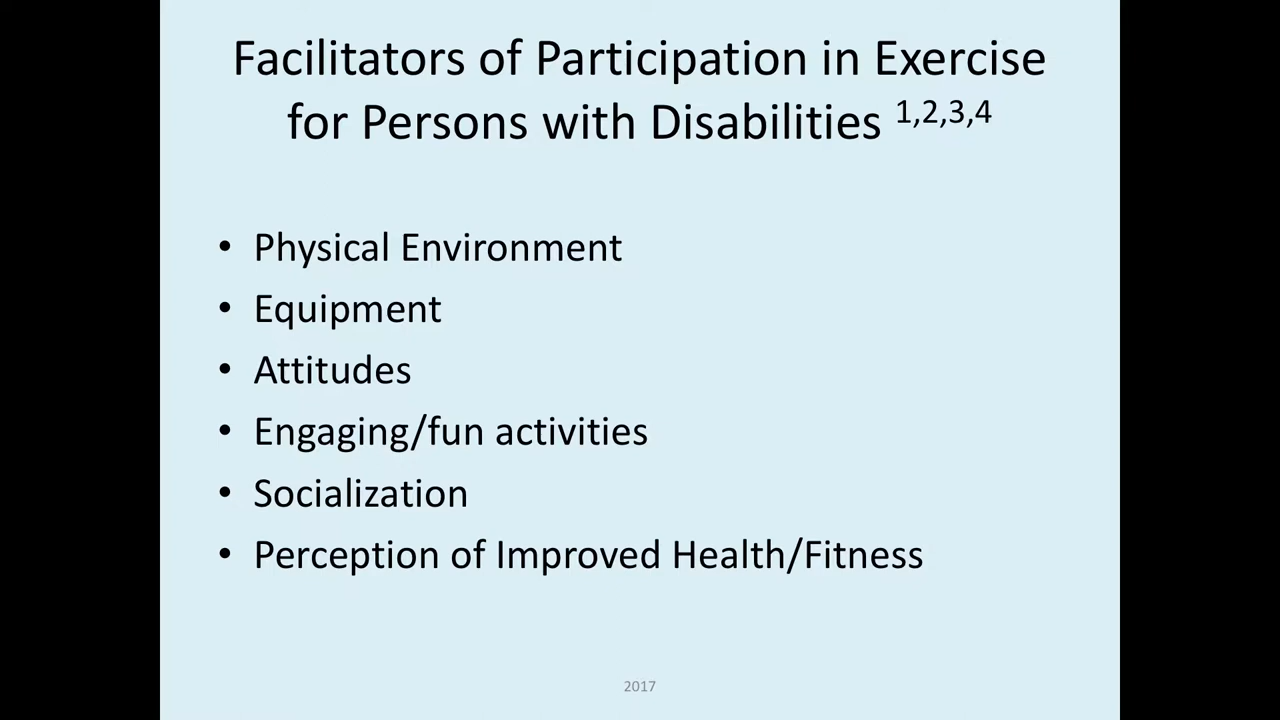 Facilitators of Participation in Exercise
for Persons with Disabilities 1,2,3,4
• Physical Environment
• Equipment
• Attitudes
• Engaging/fun activities
• Socialization
• Perception of Improved Health/Fitness
2017